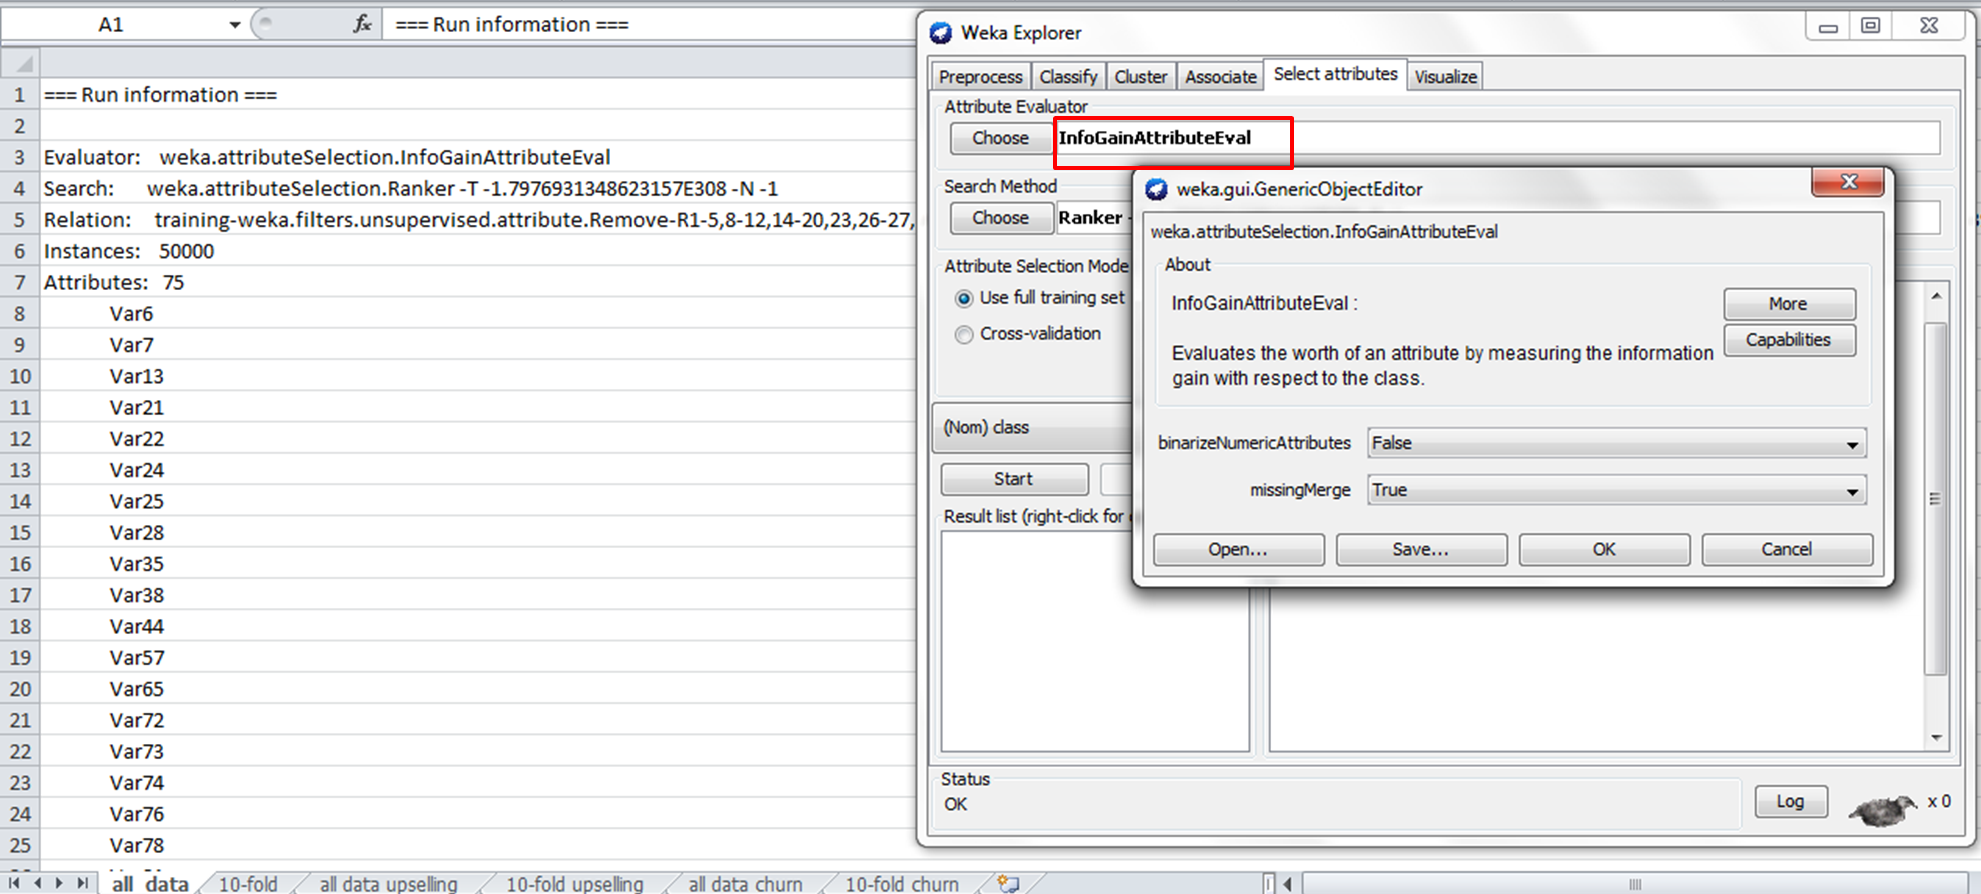 A1
fx
=== Run information ===
1 === Run information ===
2
3 Evaluator: weka.attributeSelection.InfoGainAttributeEval
4 Search: weka.attributeSelection.Ranker -T -1.7976931348623157E308 -N -1
5 Relation: training-weka.filters.unsupervised.attribute.Remove-R1-5,8-12,14-20,23,26-27,
6 Instances: 50000
7 Attributes: 75
8 Var6
9 Var7
10 Var13
11 Var21
12 Var22
13 Var24
14 Var25
15 Var28
16 Var35
17 Var38
18 Var44
19 Var57
20 Var65
21 Var72
22 Var73
23 Var74
24 Var76
25 Var78
all data
10-fold
all data upselling
10-fold upselling
all data churn
10-fold churn
Weka Explorer
Preprocess Classify Cluster Associate Select attributes Visualize
Attribute Evaluator
Choose InfoGainAttributeEval
Search Method
Choose Ranker
Attribute Selection Mode
Use full training set
Cross-validation
(Nom) class
Start
Result list (right-click for
Status
OK
Log
x 0
weka.gui.GenericObjectEditor
weka.attributeSelection.InfoGainAttributeEval
About
InfoGainAttributeEval :
More
Capabilities
Evaluates the worth of an attribute by measuring the information
gain with respect to the class.
binarizeNumericAttributes False
missingMerge True
Open... Save... OK Cancel